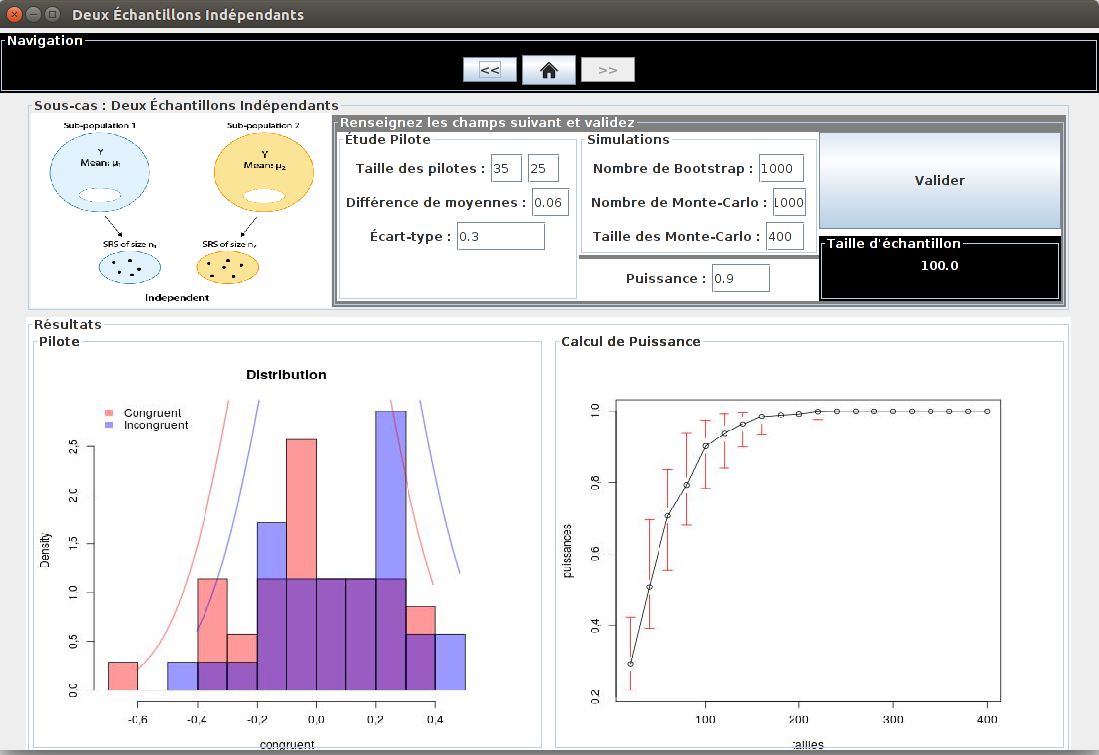 Deux Échantillons Indépendants
Navigation
<< >>
Sous-cas : Deux Échantillons Indépendants
Sub-population 1
Sub-population 2
Y
Mean: μ₁
Y
Mean: μ₂
SRS of size n₁
SRS of size n₂
Independent
Renseignez les champs suivant et validez
Étude Pilote
Taille des pilotes : 35 25
Différence de moyennes : 0.06
Écart-type : 0.3
Simulations
Nombre de Bootstrap : 1000
Nombre de Monte-Carlo : 1000
Taille des Monte-Carlo : 400
Puissance : 0.9
Valider
Taille d'échantillon
100.0
Résultats
Pilote
Distribution
Congruent
Incongruent
Density
2,5
2,0
1,5
1,0
0,5
0,0
-0,6 -0,4 -0,2 0,0 0,2 0,4
congruent
Calcul de Puissance
puissances
1,0
0,8
0,6
0,4
0,2
100 200 300 400
tailles